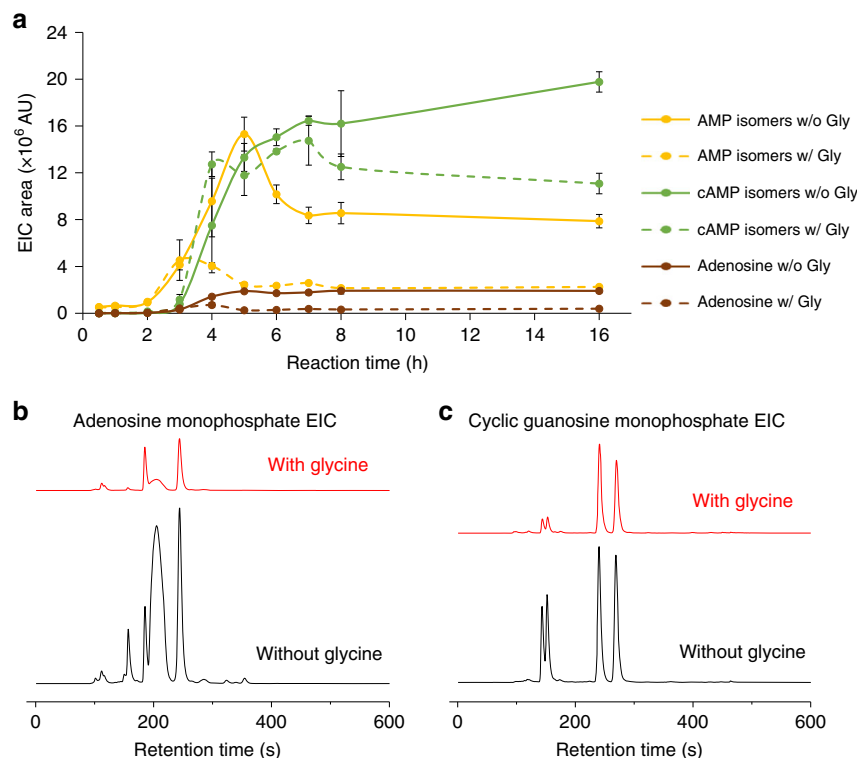 a
24
20
16
12
8
4
0
EIC area (×10⁶ AU)
0 2 4 6 8 10 12 14 16
Reaction time (h)
AMP isomers w/o Gly
AMP isomers w/ Gly
cAMP isomers w/o Gly
cAMP isomers w/ Gly
Adenosine w/o Gly
Adenosine w/ Gly
b
Adenosine monophosphate EIC
With glycine
Without glycine
0 200 400 600
Retention time (s)
c
Cyclic guanosine monophosphate EIC
With glycine
Without glycine
0 200 400 600
Retention time (s)